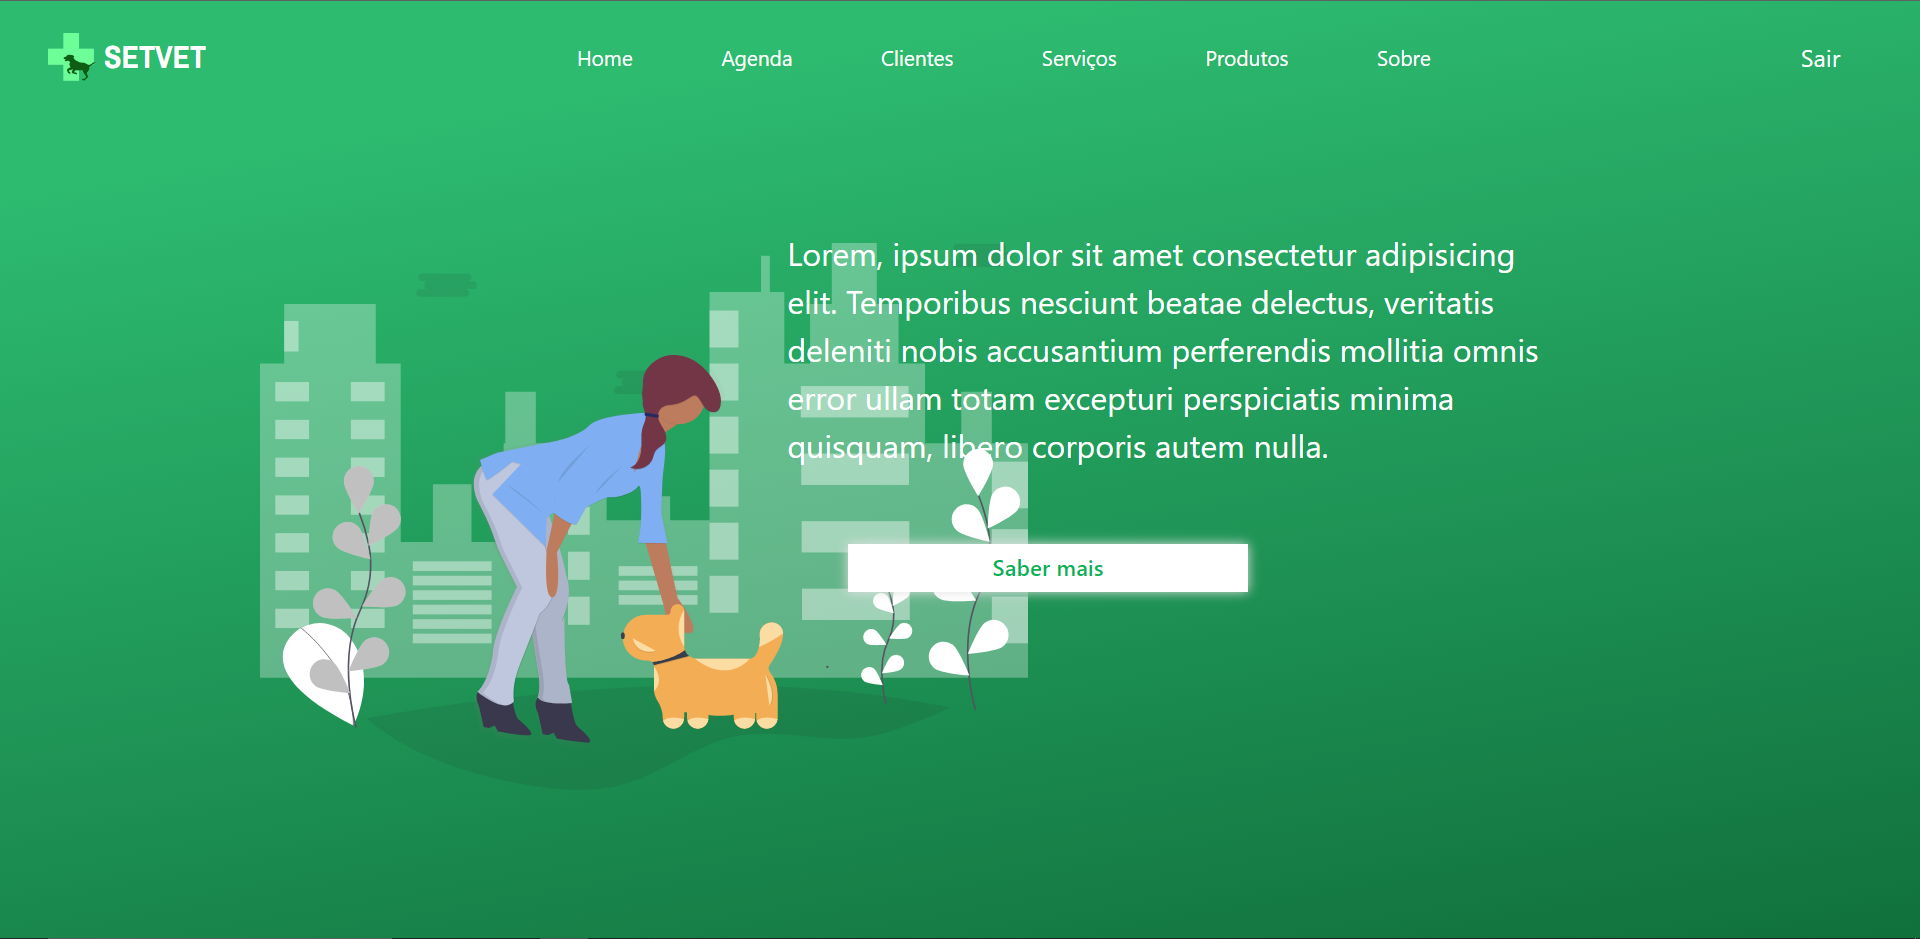 SETVET
Home
Agenda
Clientes
Serviços
Produtos
Sobre
Sair
Lorem, ipsum dolor sit amet consectetur adipisicing
elit. Temporibus nesciunt beatae delectus, veritatis
deleniti nobis accusantium perferendis mollitia omnis
error ullam totam excepturi perspiciatis minima
quisquam, libero corporis autem nulla.
Saber mais